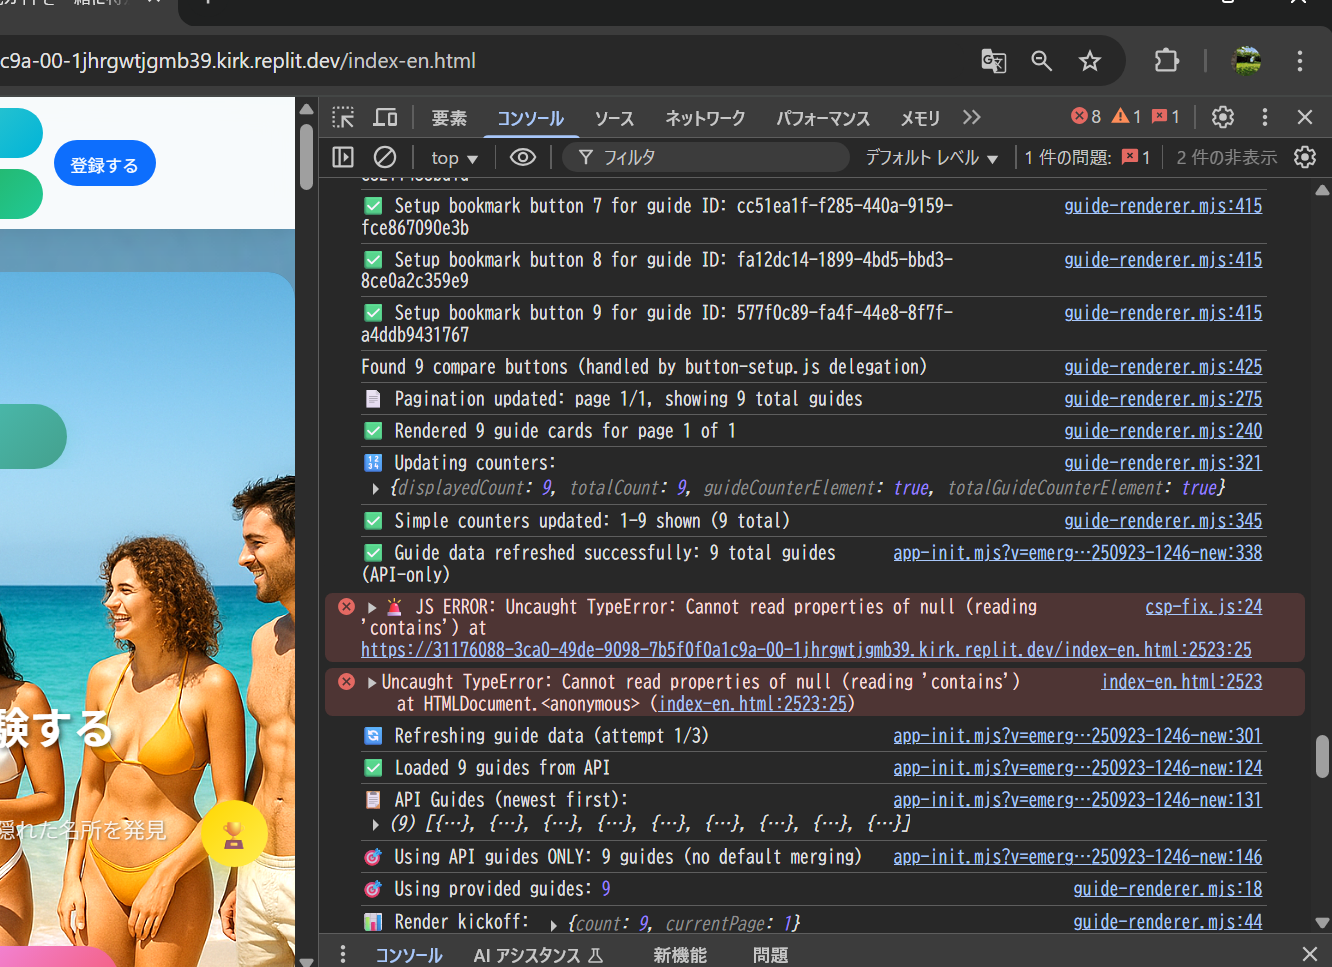 c9a-00-1jhrgwtjgmb39.kirk.replit.dev/index-en.html
登録する
験する
隠れた名所を発見
要素 コンソール ソース ネットワーク パフォーマンス メモリ 8 1 1
top フィルタ デフォルト レベル 1 件の問題: 1 2 件の非表示
✅ Setup bookmark button 7 for guide ID: cc51ea1f-f285-440a-9159- guide-renderer.mjs:415
fce867090e3b
✅ Setup bookmark button 8 for guide ID: fa12dc14-1899-4bd5-bbd3- guide-renderer.mjs:415
8ce0a2c359e9
✅ Setup bookmark button 9 for guide ID: 577f0c89-fa4f-44e8-8f7f- guide-renderer.mjs:415
a4ddb9431767
Found 9 compare buttons (handled by button-setup.js delegation) guide-renderer.mjs:425
📄 Pagination updated: page 1/1, showing 9 total guides guide-renderer.mjs:275
✅ Rendered 9 guide cards for page 1 of 1 guide-renderer.mjs:240
🔢 Updating counters: guide-renderer.mjs:321
{displayedCount: 9, totalCount: 9, guideCounterElement: true, totalGuideCounterElement: true}
✅ Simple counters updated: 1-9 shown (9 total) guide-renderer.mjs:345
✅ Guide data refreshed successfully: 9 total guides app-init.mjs?v=emerg…250923-1246-new:338
(API-only)
🚨 JS ERROR: Uncaught TypeError: Cannot read properties of null (reading csp-fix.js:24
'contains') at
https://31176088-3ca0-49de-9098-7b5f0f0a1c9a-00-1jhrgwtjgmb39.kirk.replit.dev/index-en.html:2523:25
Uncaught TypeError: Cannot read properties of null (reading 'contains') index-en.html:2523
at HTMLDocument.<anonymous> (index-en.html:2523:25)
🔄 Refreshing guide data (attempt 1/3) app-init.mjs?v=emerg…250923-1246-new:301
✅ Loaded 9 guides from API app-init.mjs?v=emerg…250923-1246-new:124
📋 API Guides (newest first): app-init.mjs?v=emerg…250923-1246-new:131
(9) [{…}, {…}, {…}, {…}, {…}, {…}, {…}, {…}, {…}]
🎯 Using API guides ONLY: 9 guides (no default merging) app-init.mjs?v=emerg…250923-1246-new:146
🎯 Using provided guides: 9 guide-renderer.mjs:18
📊 Render kickoff: {count: 9, currentPage: 1} guide-renderer.mjs:44
コンソール AI アシスタンス 新機能 問題